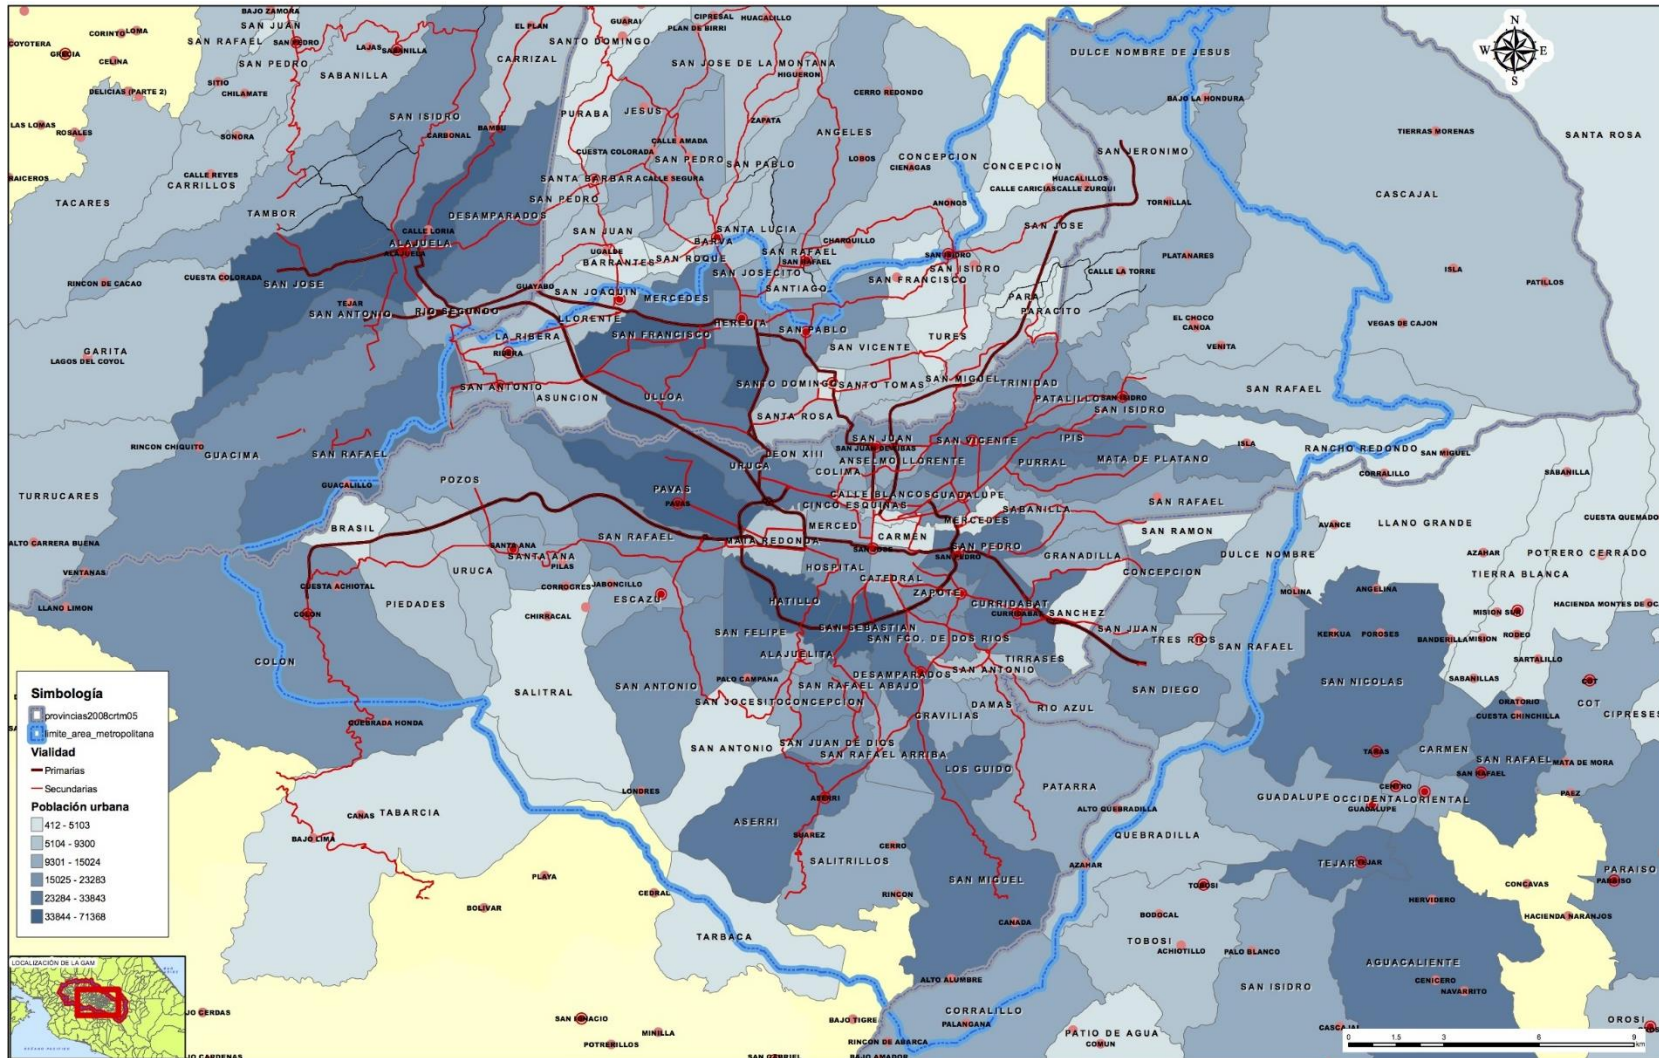 BAJO ZAMORA
SAN JUAN
COYOTERA
CORINTO
LOMA
SAN RAFAEL
SAN PEDRO
LAJAS
SABANILLA
EL PLAN
GUARAI
CIPRESAL
HUACALILLO
SANTO DOMINGO
PLAN DE BIRRI
N
W
E
S
GRECIA
CELINA
SAN PEDRO
SABANILLA
CARRIZAL
SAN JOSE DE LA MONTANA
HIGUERON
DULCE NOMBRE DE JESUS
SITIO
CHILAMATE
DELICIAS (PARTE 2)
CERRO REDONDO
BAJO LA HONDURA
LAS LOMAS
ROSALES
SONORA
SAN ISIDRO
CARBONAL
BAMBU
PURABA
JESUS
ZAPATA
ANGELES
TIERRAS MORENAS
SANTA ROSA
CALLE AMADA
CUESTA COLORADA
SAN PEDRO
SAN PABLO
LOBOS
CONCEPCION
CIENAGAS
CONCEPCION
SAN JERONIMO
RAICEROS
CALLE REYES
CARRILLOS
SANTA BARBARA
CALLE SEGURA
HUACALILLOS
CALLE CARICIAS
CALLE ZURQUI
CASCAJAL
TACARES
TAMBOR
DESAMPARADOS
SAN PEDRO
ANONOS
TORNILLAL
CALLE LORIA
SAN JUAN
SANTA LUCIA
SAN JOSE
ALAJUELA
ALAJUELA
UGALDE
BARRANTES
BARVA
SAN ROQUE
CHARQUILLO
SAN RAFAEL
SAN RAFAEL
SAN ISIDRO
SAN ISIDRO
PLATANARES
CUESTA COLORADA
SAN JOSE
RINCON DE CACAO
SAN JOSECITO
SANTIAGO
SAN FRANCISCO
CALLE LA TORRE
ISLA
PATILLOS
GUAYABO
SAN JOAQUIN
MERCEDES
PARA
PARACITO
TEJAR
SAN ANTONIO
RIO SEGUNDO
LLORENTE
HEREDIA
SAN PABLO
EL CHOCO
CANOA
VEGAS DE CAJON
SAN FRANCISCO
LA RIBERA
RIBERA
SAN VICENTE
TURES
VENITA
GARITA
LAGOS DEL COYOL
SAN ANTONIO
ASUNCION
ULLOA
SANTO DOMINGO
SANTO TOMAS
SAN MIGUEL
TRINIDAD
PATALILLO
SAN ISIDRO
SAN ISIDRO
SAN RAFAEL
SANTA ROSA
RINCON CHIQUITO
GUACIMA
SAN RAFAEL
SAN JUAN
SAN JUAN DE TIBAS
SAN VICENTE
IPIS
ISLA
RANCHO REDONDO
SAN MIGUEL
LEON XIII
URUCA
ANSELMO LLORENTE
COLIMA
PURRAL
MATA DE PLATANO
CORRALILLO
SABANILLA
TURRUCARES
GUACALILLO
POZOS
PAVAS
PAVAS
CALLE BLANCOS
GUADALUPE
CINCO ESQUINAS
SABANILLA
SAN RAFAEL
CUESTA QUEMADOS
BRASIL
MERCED
CARMEN
MERCEDES
SAN RAMON
AVANCE
LLANO GRANDE
ALTO CARRERA BUENA
SANTA ANA
SANTA ANA
SAN RAFAEL
MATA REDONDA
SAN JOSE
SAN PEDRO
SAN PEDRO
GRANADILLA
DULCE NOMBRE
AZAHAR
POTRERO CERRADO
VENTANAS
URUCA
PILAS
HOSPITAL
CATEDRAL
CONCEPCION
TIERRA BLANCA
CUESTA ACHIOTAL
CORROGRES
JABONCILLO
ESCAZU
ZAPOTE
CURRIDABAT
CURRIDABAT
SANCHEZ
MOLINA
ANGELINA
LLANO LIMON
COLON
PIEDADES
CHIRRACAL
HATILLO
MISION SUR
HACIENDA MONTES DE OCA
SAN FELIPE
SAN SEBASTIAN
SAN FCO. DE DOS RIOS
SAN JUAN
TRES RIOS
SAN RAFAEL
KERKUA
POROSES
BANDERILLA
MISION
RODEO
COLON
ALAJUELITA
TIRRASES
SARTALILLO
Simbología
provincias2008crtm05
limite_area_metropolitana
Vialidad
Primarias
Secundarias
Población urbana
412 - 5103
5104 - 9300
9301 - 15024
15025 - 23283
23284 - 33843
33844 - 71368
SALITRAL
SAN ANTONIO
PALO CAMPANA
DESAMPARADOS
SAN RAFAEL ABAJO
SAN ANTONIO
SAN DIEGO
SAN NICOLAS
SABANILLAS
COT
COT
CIPRESES
QUEBRADA HONDA
SAN JOCESITO
CONCEPCION
GRAVILIAS
DAMAS
RIO AZUL
ORATORIO
CUESTA CHINCHILLA
SAN ANTONIO
SAN JUAN DE DIOS
SAN RAFAEL ARRIBA
LOS GUIDO
TABAS
CARMEN
SAN RAFAEL
SAN RAFAEL
MATA DE MORA
LONDRES
ASERRI
PATARRA
GUADALUPE
CENTRO
OCCIDENTAL
ORIENTAL
GUADALUPE
PAEZ
TABARCIA
CANAS
BAJO LIMA
ASERRI
SUAREZ
CERRO
SALITRILLOS
ALTO QUEBRADILLA
QUEBRADILLA
PLAYA
CEDRAL
RINCON
SAN MIGUEL
AZAHAR
TEJAR
TEJAR
TOBOSI
PARAISO
PARAISO
CONCAVAS
BOLIVAR
CANADA
BODOCAL
HERVIDERO
HACIENDA NARANJOS
TARBACA
TOBOSI
ACHIOTILLO
PALO BLANCO
AGUACALIENTE
LOCALIZACIÓN DE LA GAM
ALTO ALUMBRE
SAN ISIDRO
CENICERO
NAVARRITO
JO CERDAS
SAN IGNACIO
MINILLA
POTRERILLOS
BAJO TIGRE
RINCON DE ABARCA
CORRALILLO
PALANGANA
PATIO DE AGUA
COMUN
CASCAJAL
OROSI
0 1.5 3 6 9
km
JO CARDENAS
SAN GABRIEL
BAJO AMADOR